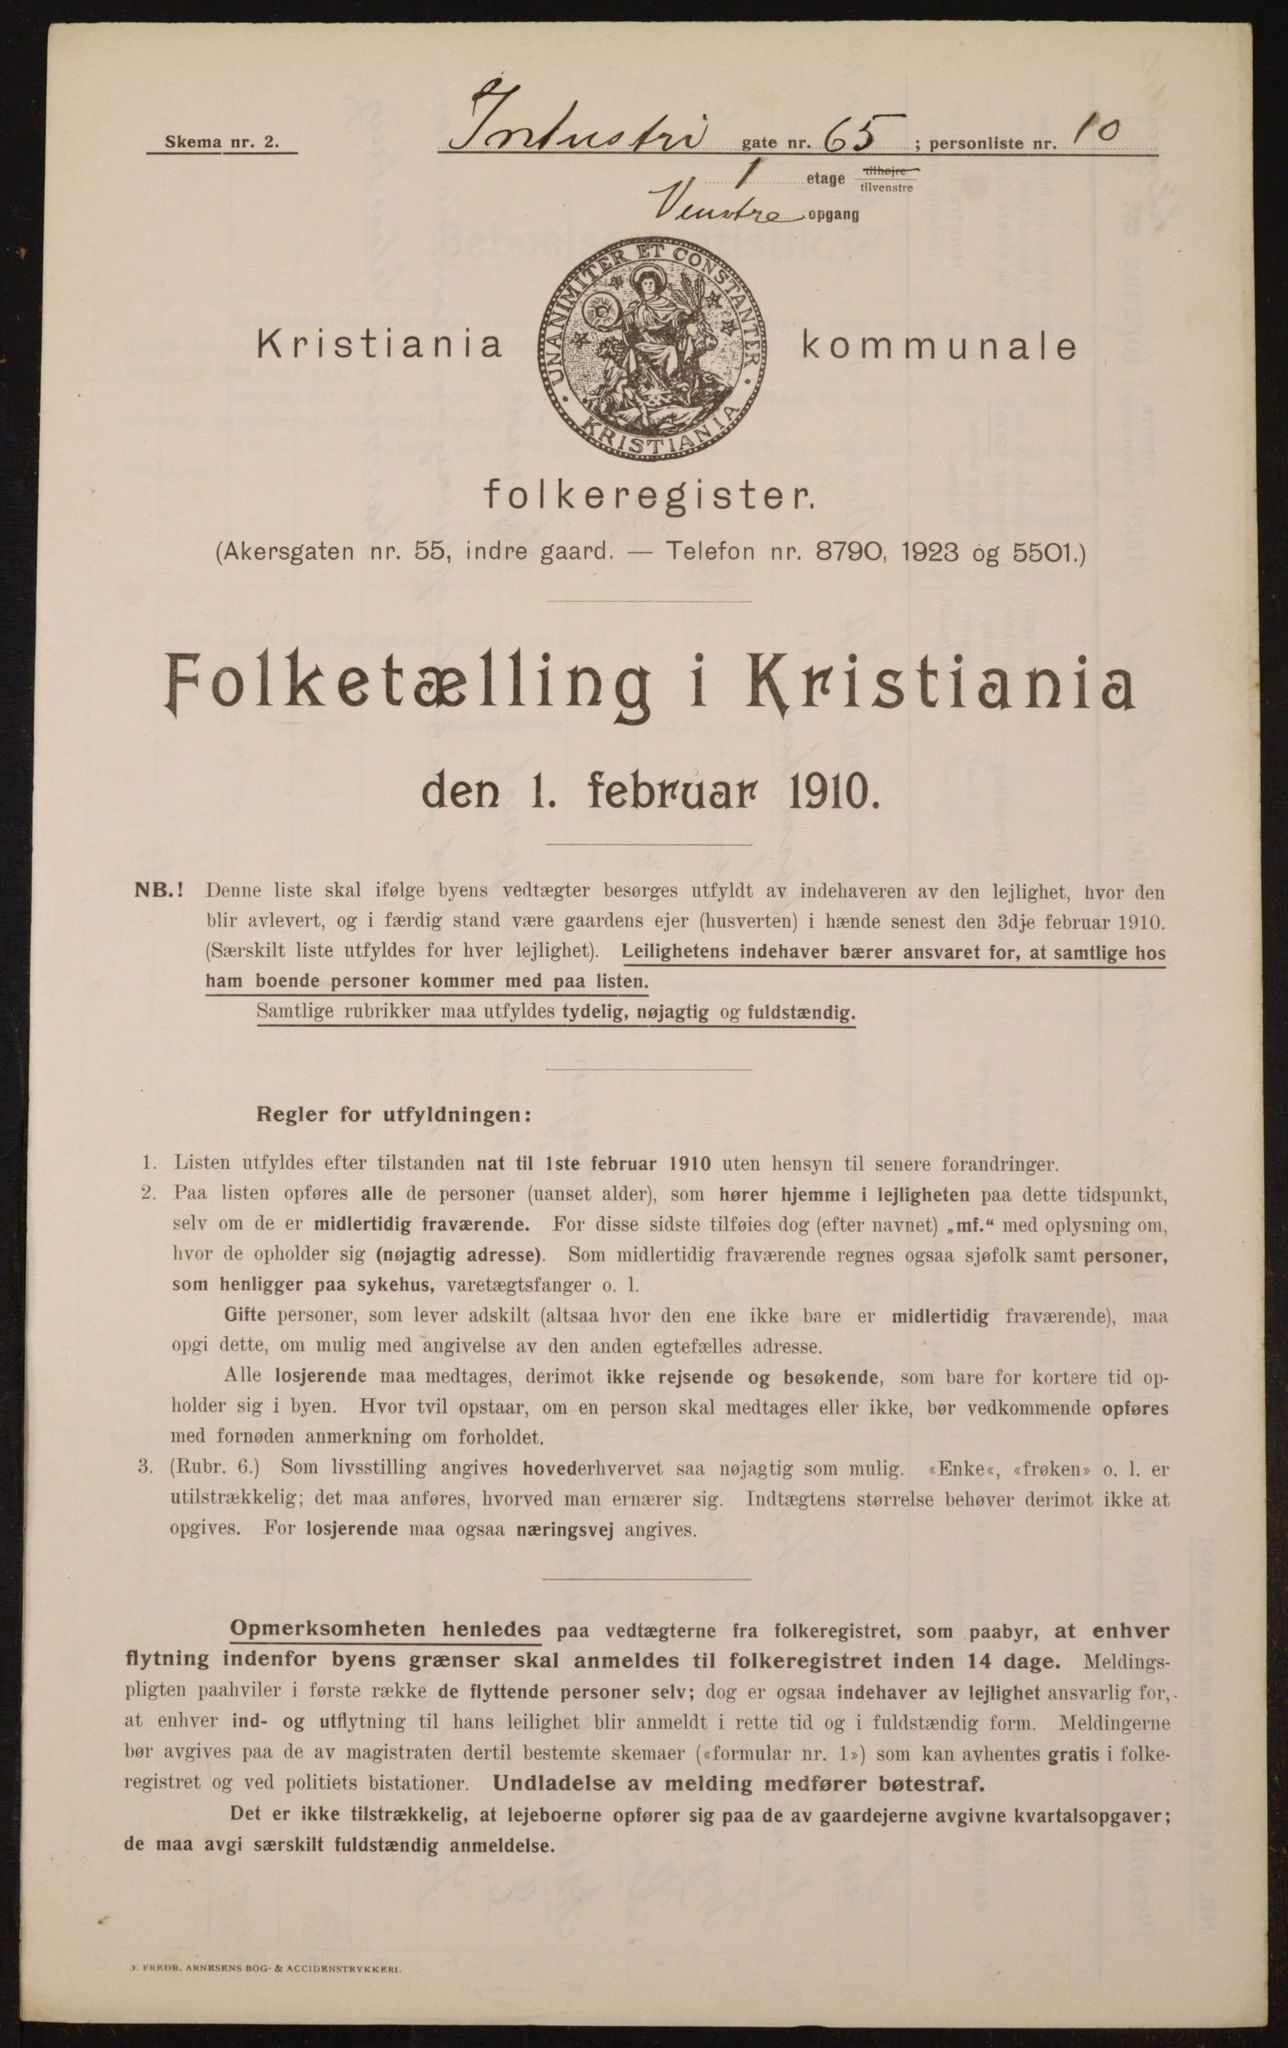 Skema nr. 2.
Industri gate nr. 65 ; personliste nr. 10
1 etage tilhøjre
tilvenstre
Venstre opgang
UNANIMITER ET CONSTANTER
KRISTIANIA
Kristiania kommunale
folkeregister.
(Akersgaten nr. 55, indre gaard. — Telefon nr. 8790, 1923 og 5501.)
Folketælling i Kristiania
den 1. februar 1910.
NB.! Denne liste skal ifølge byens vedtægter besørges utfyldt av indehaveren av den lejlighet, hvor den
blir avlevert, og i færdig stand være gaardens ejer (husverten) i hænde senest den 3dje februar 1910.
(Særskilt liste utfyldes for hver lejlighet). Leilighetens indehaver bærer ansvaret for, at samtlige hos
ham boende personer kommer med paa listen.
Samtlige rubrikker maa utfyldes tydelig, nøjagtig og fuldstændig.
Regler for utfyldningen:
1. Listen utfyldes efter tilstanden nat til 1ste februar 1910 uten hensyn til senere forandringer.
2. Paa listen opføres alle de personer (uanset alder), som hører hjemme i lejligheten paa dette tidspunkt,
selv om de er midlertidig fraværende. For disse sidste tilføies dog (efter navnet) „mf.“ med oplysning om,
hvor de opholder sig (nøjagtig adresse). Som midlertidig fraværende regnes ogsaa sjøfolk samt personer,
som henligger paa sykehus, varetægtsfanger o. l.
Gifte personer, som lever adskilt (altsaa hvor den ene ikke bare er midlertidig fraværende), maa
opgi dette, om mulig med angivelse av den anden egtefælles adresse.
Alle losjerende maa medtages, derimot ikke rejsende og besøkende, som bare for kortere tid op-
holder sig i byen. Hvor tvil opstaar, om en person skal medtages eller ikke, bør vedkommende opføres
med fornøden anmerkning om forholdet.
3. (Rubr. 6.) Som livsstilling angives hovederhvervet saa nøjagtig som mulig. «Enke«, «frøken» o. l. er
utilstrækkelig; det maa anføres, hvorved man ernærer sig. Indtægtens størrelse behøver derimot ikke at
opgives. For losjerende maa ogsaa næringsvej angives.
Opmerksomheten henledes paa vedtægterne fra folkeregistret, som paabyr, at enhver
flytning indenfor byens grænser skal anmeldes til folkeregistret inden 14 dage. Meldings-
pligten paahviler i første række de flyttende personer selv; dog er ogsaa indehaver av lejlighet ansvarlig for,
at enhver ind- og utflytning til hans leilighet blir anmeldt i rette tid og i fuldstændig form. Meldingerne
bør avgives paa de av magistraten dertil bestemte skemaer («formular nr. 1») som kan avhentes gratis i folke-
registret og ved politiets bistationer. Undladelse av melding medfører bøtestraf.
Det er ikke tilstrækkelig, at lejeboerne opfører sig paa de av gaardejerne avgivne kvartalsopgaver;
de maa avgi særskilt fuldstændig anmeldelse.
J. FREDR. ARNESENS BOG- & ACCIDENSTRYKKERI.